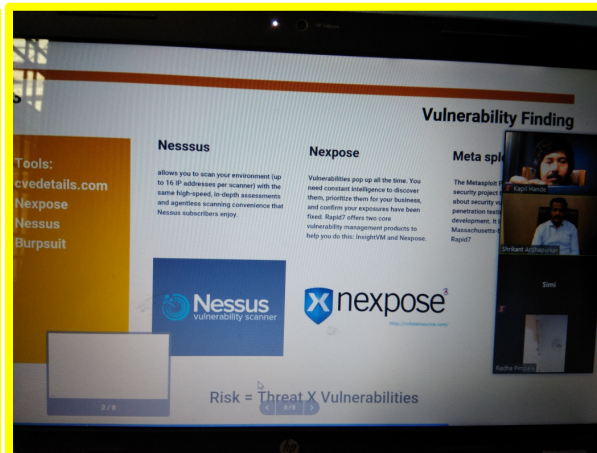 s
Vulnerability Finding
Tools:
cvedetails.com
Nexpose
Nessus
Burpsuit
Nesssus
allows you to scan your environment (up
to 16 IP addresses per scanner) with the
same high-speed, in-depth assessments
and agentless scanning convenience that
Nessus subscribers enjoy.
Nessus
vulnerability scanner
Nexpose
Vulnerabilities pop up all the time. You
need constant intelligence to discover
them, prioritize them for your business,
and confirm your exposures have been
fixed. Rapid7 offers two core
vulnerability management products to
help you do this: InsightVM and Nexpose.
nexpose
Meta splo
The Metasploit P
security project
about security vu
penetration testi
development. It i
Massachusetts-b
Rapid7
Kapil Hande
Simi
Risk = Threat X Vulnerabilities
2 / 8
hp